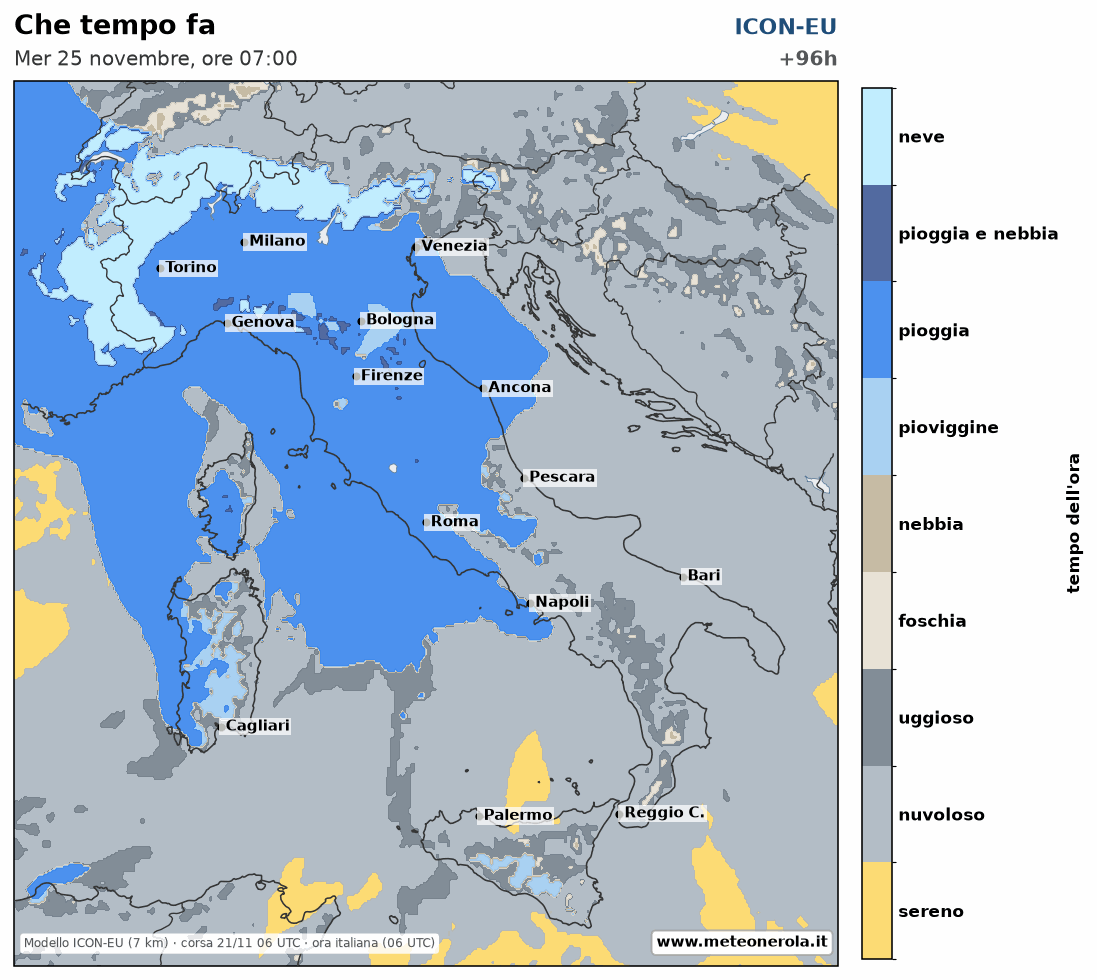 Che tempo fa
ICON-EU
Mer 25 novembre, ore 07:00
+96h
neve
pioggia e nebbia
pioggia
pioviggine
nebbia
foschia
uggioso
nuvoloso
sereno
tempo dell'ora
Milano
Venezia
Torino
Genova
Bologna
Firenze
Ancona
Pescara
Roma
Bari
Napoli
Cagliari
Palermo
Reggio C.
Modello ICON-EU (7 km) · corsa 21/11 06 UTC · ora italiana (06 UTC)
www.meteonerola.it